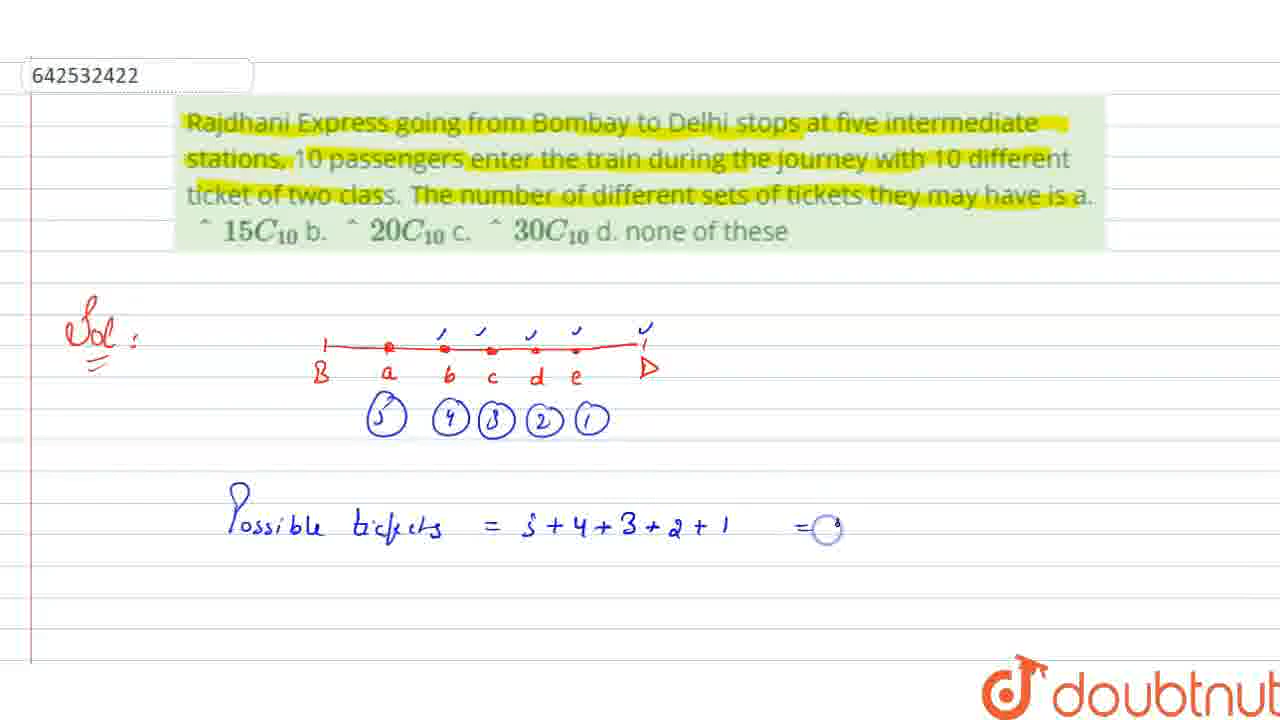 642532422
Rajdhani Express going from Bombay to Delhi stops at five intermediate
stations, 10 passengers enter the train during the journey with 10 different
ticket of two class. The number of different sets of tickets they may have is a.
^ 15C₁₀ b. ^ 20C₁₀ c. ^ 30C₁₀ d. none of these
Sol :
B a b c d e D
5 4 3 2 1
Possible tickets = 5 + 4 + 3 + 2 + 1 =
doubtnut